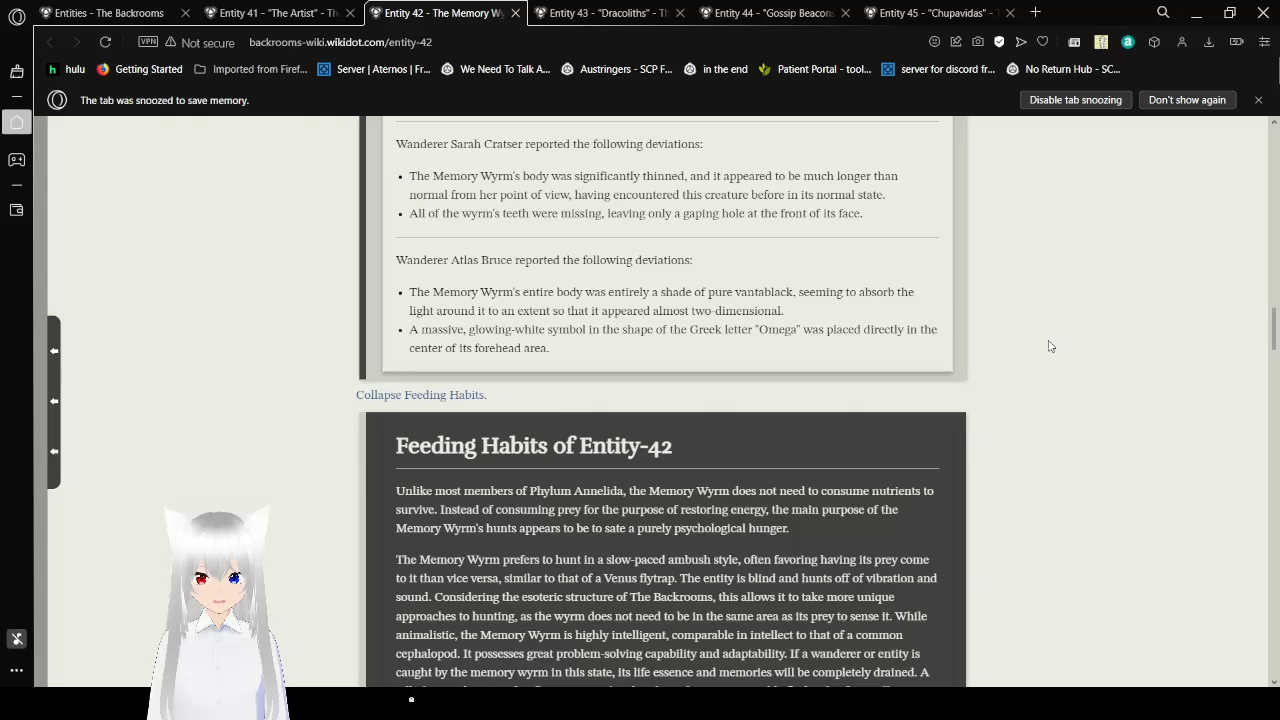 Entities - The Backrooms
Entity 41 - "The Artist" - Th
Entity 42 - The Memory Wy
Entity 43 - "Dracoliths" - Th
Entity 44 - "Gossip Beacons
Entity 45 - "Chupavidas" - T
VPN
Not secure
backrooms-wiki.wikidot.com/entity-42
hulu
Getting Started
Imported from Firef...
Server | Aternos | Fr...
We Need To Talk A...
Austringers - SCP F...
in the end
Patient Portal - tool...
server for discord fr...
No Return Hub - SC...
The tab was snoozed to save memory.
Disable tab snoozing
Don't show again
Wanderer Sarah Cratser reported the following deviations:
The Memory Wyrm's body was significantly thinned, and it appeared to be much longer than
normal from her point of view, having encountered this creature before in its normal state.
All of the wyrm's teeth were missing, leaving only a gaping hole at the front of its face.
Wanderer Atlas Bruce reported the following deviations:
The Memory Wyrm's entire body was entirely a shade of pure vantablack, seeming to absorb the
light around it to an extent so that it appeared almost two-dimensional.
A massive, glowing-white symbol in the shape of the Greek letter "Omega" was placed directly in the
center of its forehead area.
Collapse Feeding Habits.
Feeding Habits of Entity-42
Unlike most members of Phylum Annelida, the Memory Wyrm does not need to consume nutrients to
survive. Instead of consuming prey for the purpose of restoring energy, the main purpose of the
Memory Wyrm's hunts appears to be to sate a purely psychological hunger.
The Memory Wyrm prefers to hunt in a slow-paced ambush style, often favoring having its prey come
to it than vice versa, similar to that of a Venus flytrap. The entity is blind and hunts off of vibration and
sound. Considering the esoteric structure of The Backrooms, this allows it to take more unique
approaches to hunting, as the wyrm does not need to be in the same area as its prey to sense it. While
animalistic, the Memory Wyrm is highly intelligent, comparable in intellect to that of a common
cephalopod. It possesses great problem-solving capability and adaptability. If a wanderer or entity is
caught by the memory wyrm in this state, its life essence and memories will be completely drained. A